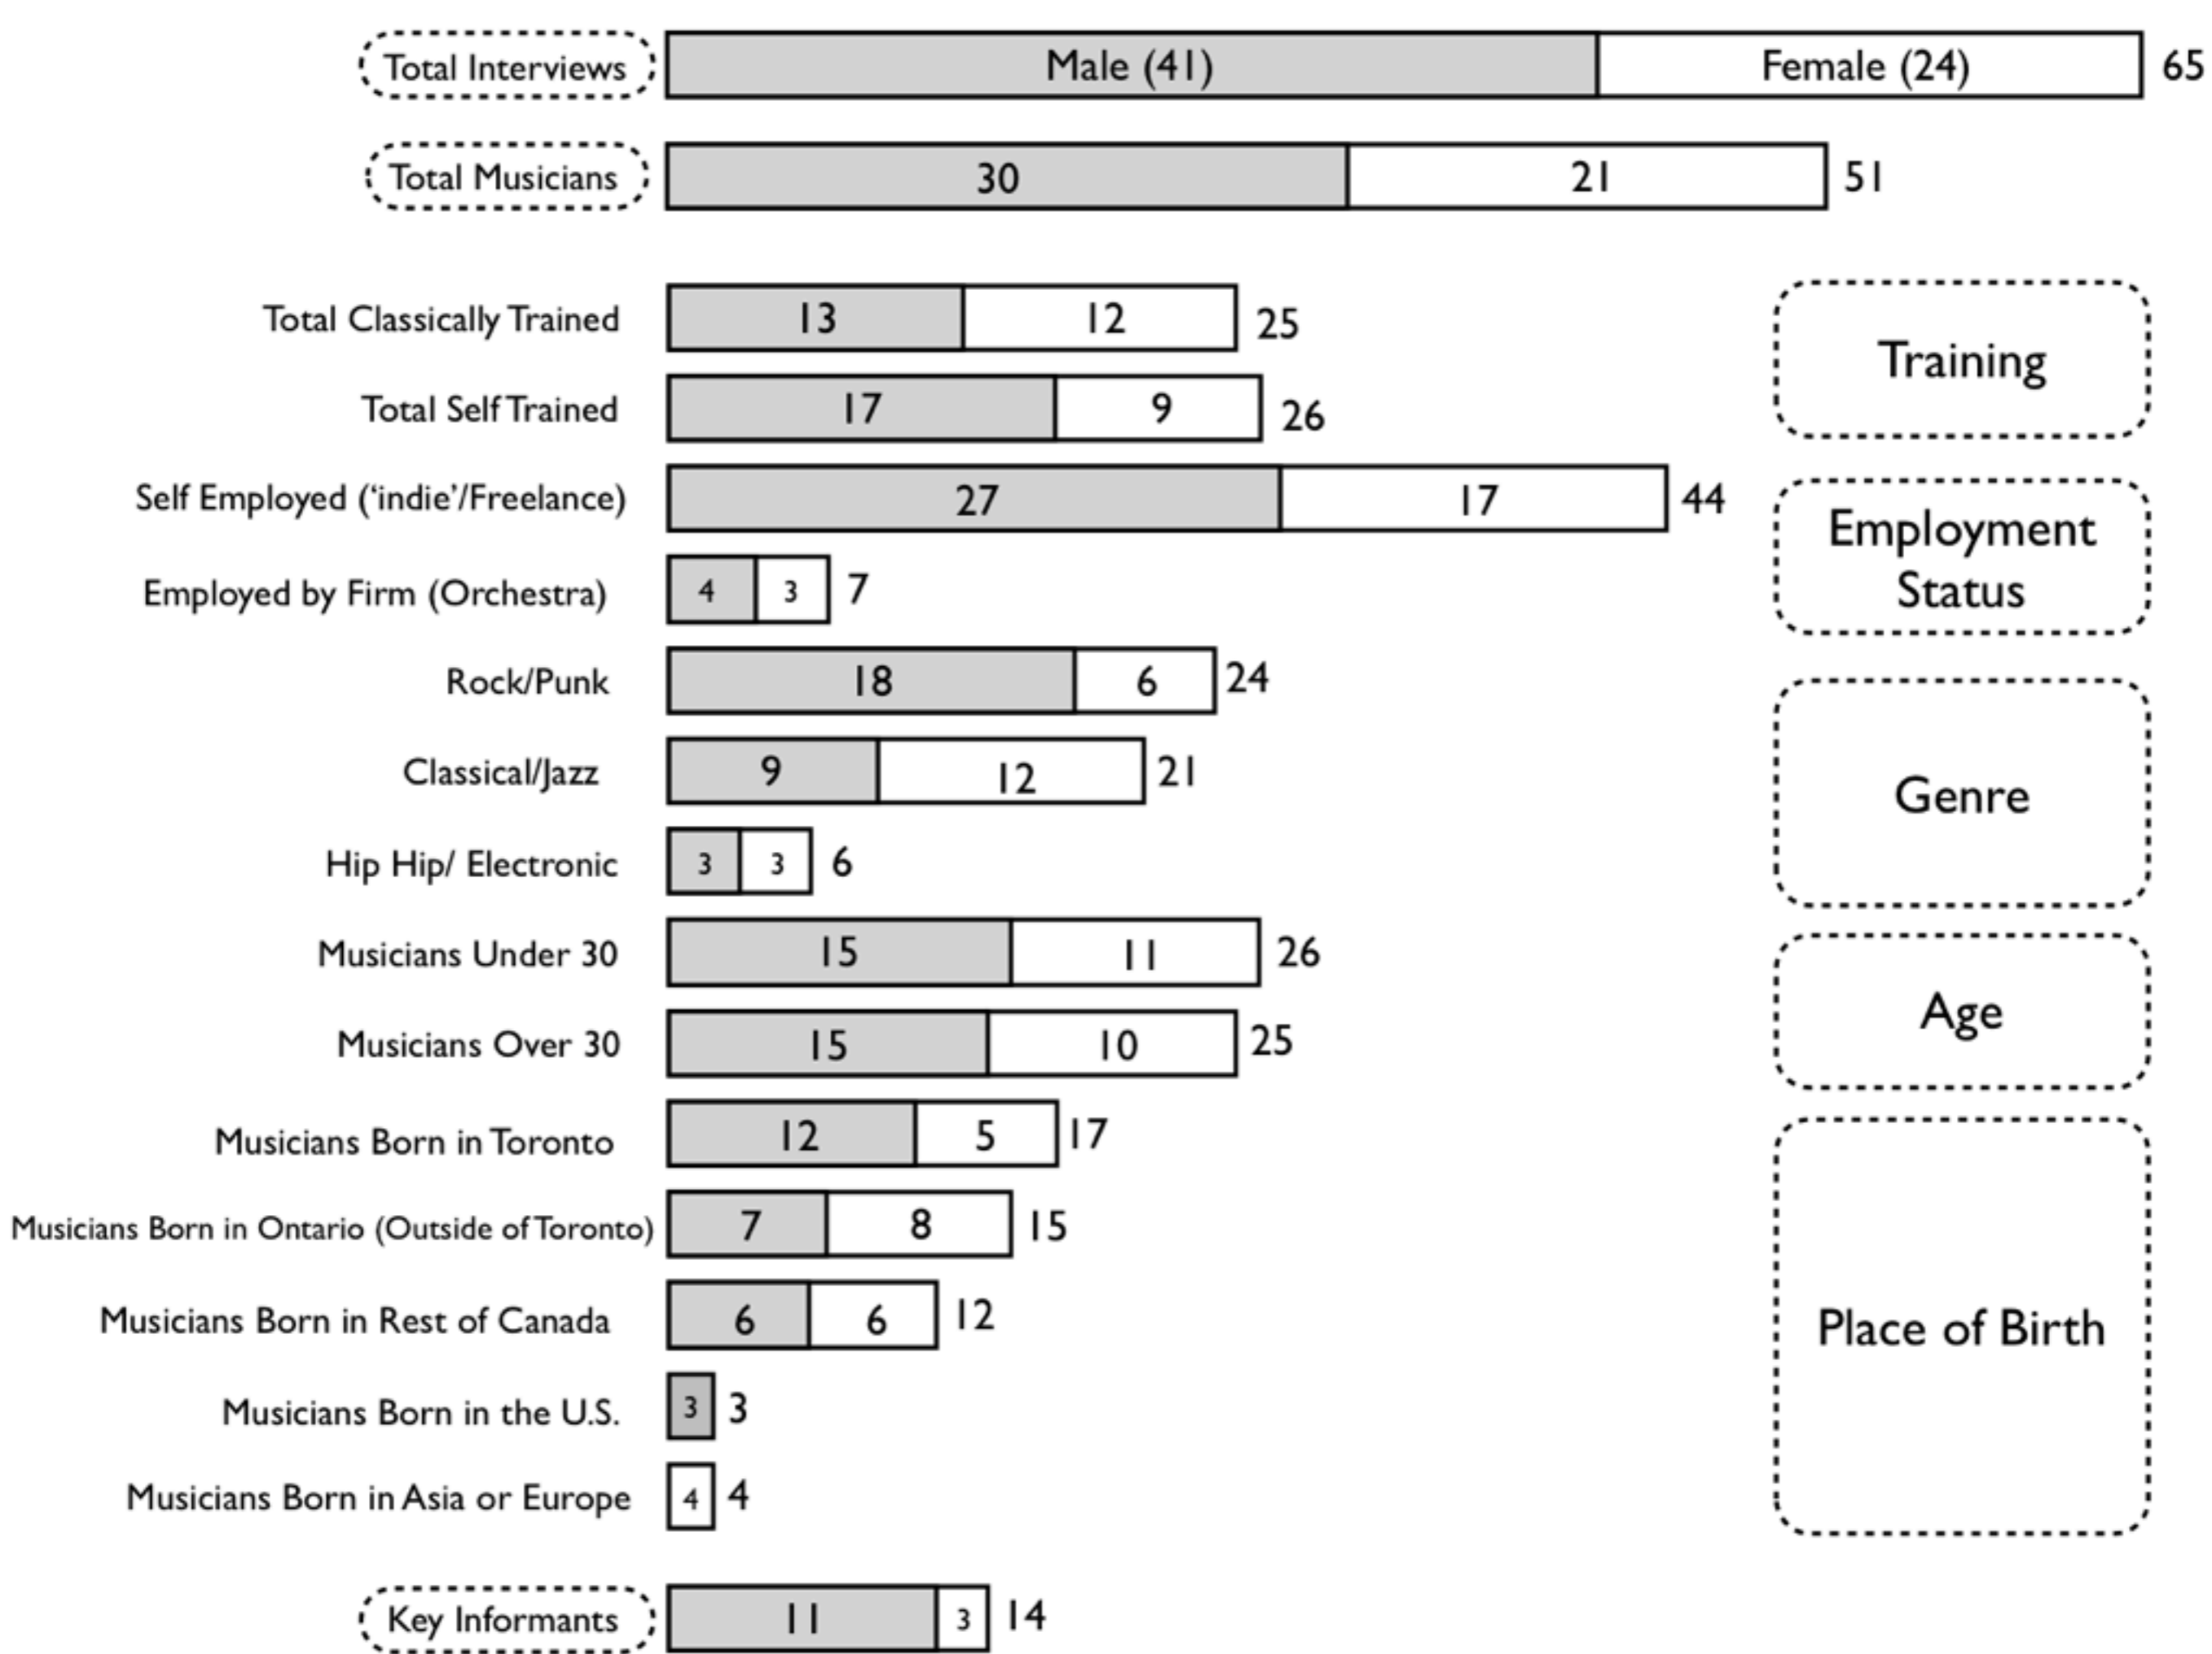 Total Interviews Male (41) Female (24) 65
Total Musicians 30 21 51
Total Classically Trained 13 12 25
Training
Total Self Trained 17 9 26
Self Employed (‘indie’/Freelance) 27 17 44
Employment
Status
Employed by Firm (Orchestra) 4 3 7
Rock/Punk 18 6 24
Classical/Jazz 9 12 21
Genre
Hip Hip/ Electronic 3 3 6
Musicians Under 30 15 11 26
Age
Musicians Over 30 15 10 25
Musicians Born in Toronto 12 5 17
Musicians Born in Ontario (Outside of Toronto) 7 8 15
Musicians Born in Rest of Canada 6 6 12
Place of Birth
Musicians Born in the U.S. 3 3
Musicians Born in Asia or Europe 4 4
Key Informants 11 3 14